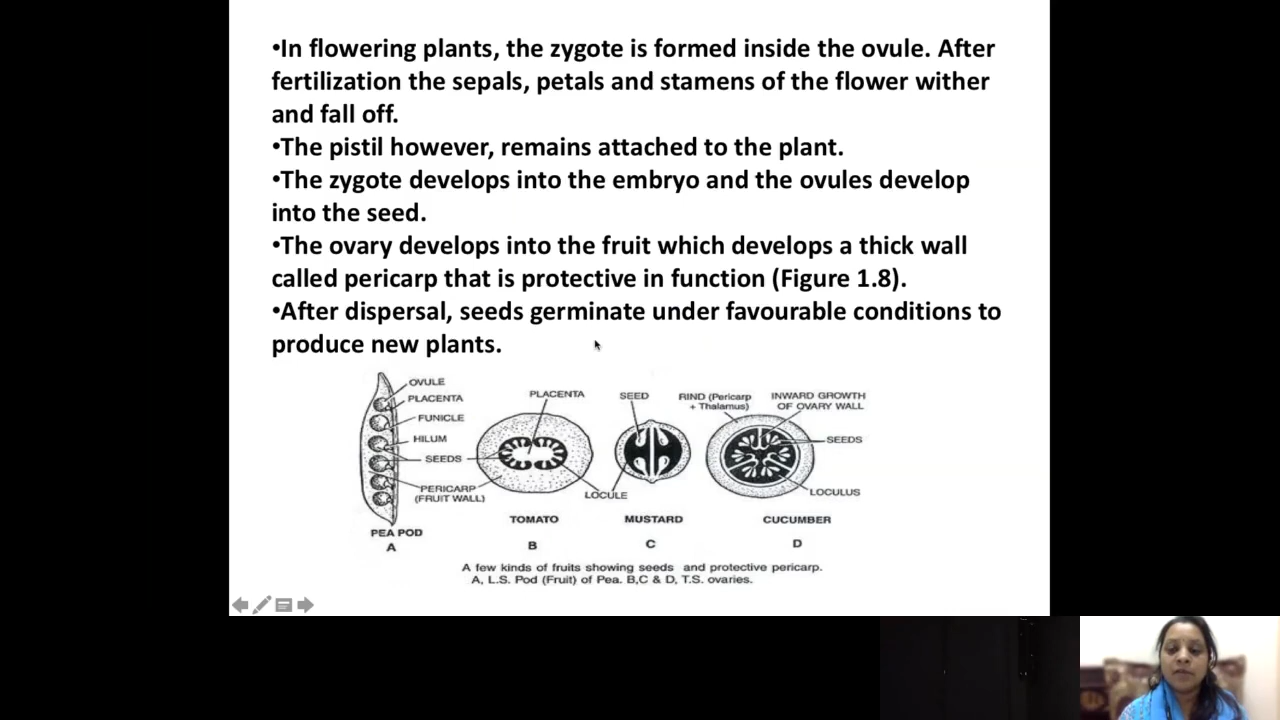 •In flowering plants, the zygote is formed inside the ovule. After
fertilization the sepals, petals and stamens of the flower wither
and fall off.
•The pistil however, remains attached to the plant.
•The zygote develops into the embryo and the ovules develop
into the seed.
•The ovary develops into the fruit which develops a thick wall
called pericarp that is protective in function (Figure 1.8).
•After dispersal, seeds germinate under favourable conditions to
produce new plants.
OVULE
PLACENTA
FUNICLE
HILUM
SEEDS
PERICARP
(FRUIT WALL)
PEA POD
A
PLACENTA
LOCULE
TOMATO
B
SEED
MUSTARD
C
RIND (Pericarp
+ Thalamus)
INWARD GROWTH
OF OVARY WALL
SEEDS
LOCULUS
CUCUMBER
D
A few kinds of fruits showing seeds and protective pericarp.
A, L.S. Pod (Fruit) of Pea. B,C & D, T.S. ovaries.